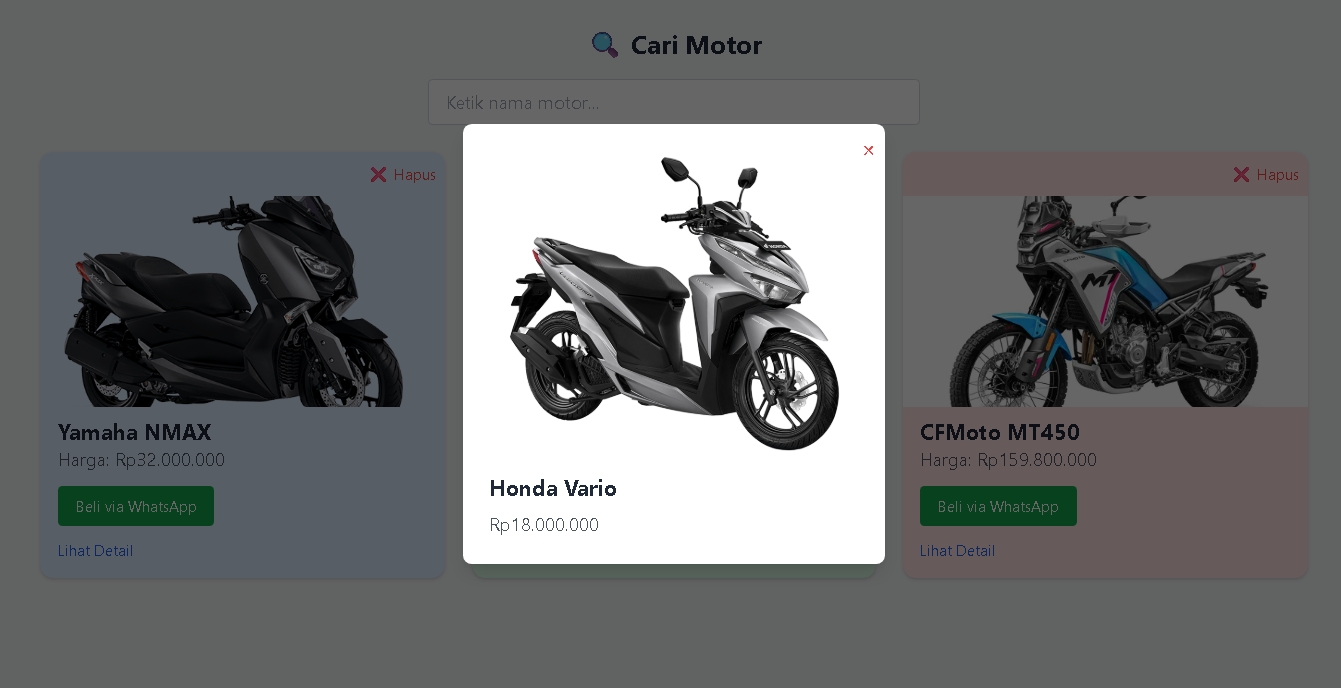 🔍 Cari Motor
Ketik nama motor...
❌ Hapus
Yamaha NMAX
Harga: Rp32.000.000
Beli via WhatsApp
Lihat Detail
✕
Honda Vario
Rp18.000.000
❌ Hapus
MT
CFMoto MT450
Harga: Rp159.800.000
Beli via WhatsApp
Lihat Detail